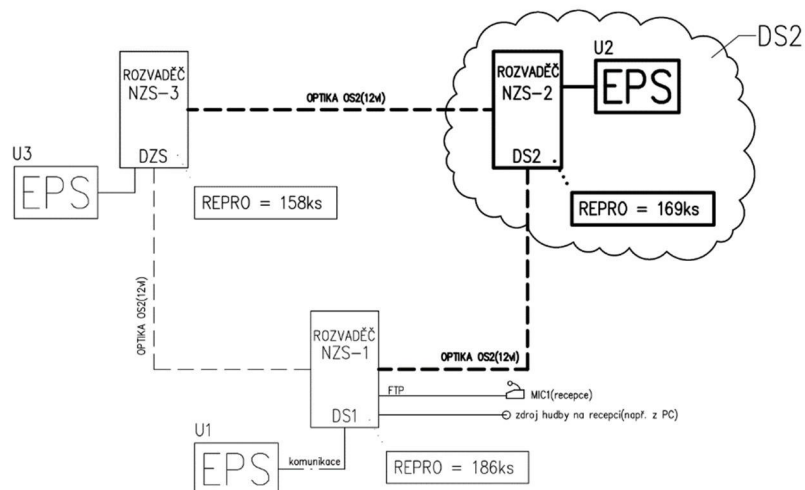 DS2
ROZVADĚČ
NZS-3
DZS
OPTIKA OS2(12vl)
ROZVADĚČ
NZS-2
DS2
U2
EPS
U3
EPS
REPRO = 158ks
REPRO = 169ks
OPTIKA OS2(12vl)
ROZVADĚČ
NZS-1
DS1
OPTIKA OS2(12vl)
FTP
MIC1(recepce)
zdroj hudby na recepci(např. z PC)
U1
EPS
komunikace
REPRO = 186ks